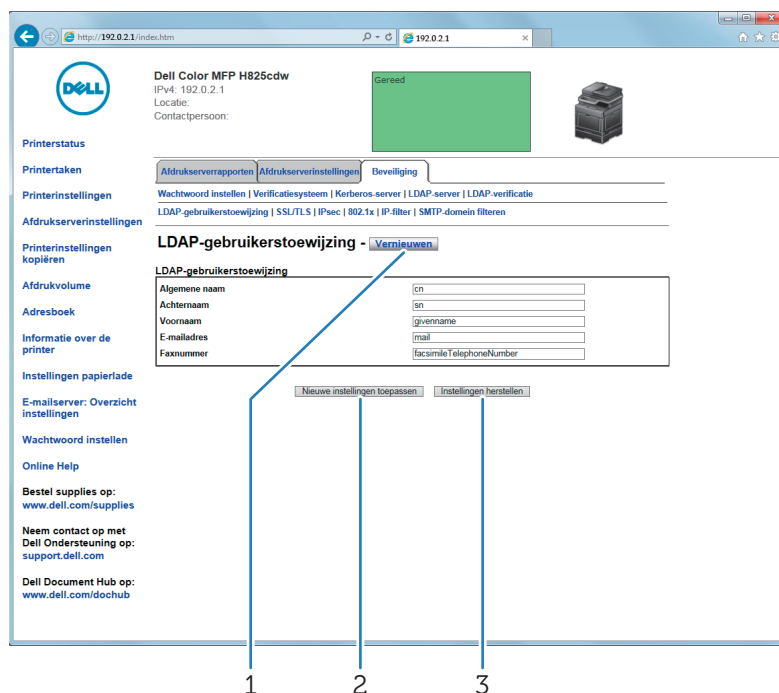 http://192.0.2.1/index.htm
192.0.2.1
DELL
Dell Color MFP H825cdw
IPv4: 192.0.2.1
Locatie:
Contactpersoon:
Gereed
Printerstatus
Printertaken
Printerinstellingen
Afdrukserverinstellingen
Printerinstellingen
kopiëren
Afdrukvolume
Adresboek
Informatie over de
printer
Instellingen papierlade
E-mailserver: Overzicht
instellingen
Wachtwoord instellen
Online Help
Bestel supplies op:
www.dell.com/supplies
Neem contact op met
Dell Ondersteuning op:
support.dell.com
Dell Document Hub op:
www.dell.com/dochub
Afdrukserverrapporten Afdrukserverinstellingen Beveiliging
Wachtwoord instellen | Verificatiesysteem | Kerberos-server | LDAP-server | LDAP-verificatie
LDAP-gebruikerstoewijzing | SSL/TLS | IPsec | 802.1x | IP-filter | SMTP-domein filteren
LDAP-gebruikerstoewijzing - Vernieuwen
LDAP-gebruikerstoewijzing
Algemene naam cn
Achternaam sn
Voornaam givenname
E-mailadres mail
Faxnummer facsimileTelephoneNumber
Nieuwe instellingen toepassen Instellingen herstellen
1 2 3